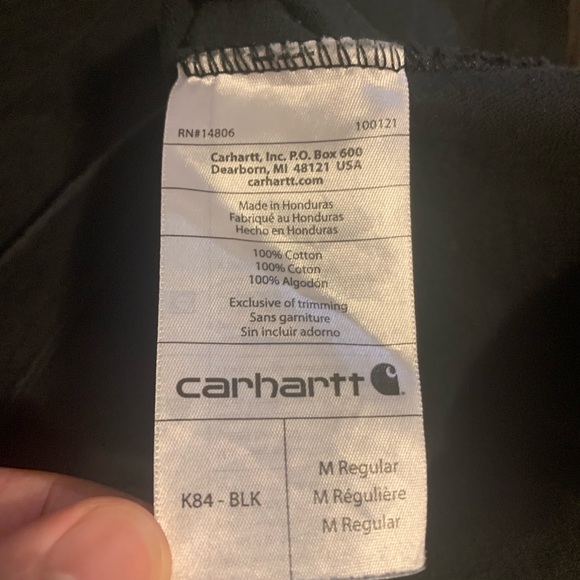 RN#14806 100121
Carhartt, Inc. P.O. Box 600
Dearborn, MI 48121 USA
carhartt.com
Made in Honduras
Fabriqué au Honduras
Hecho en Honduras
100% Cotton
100% Coton
100% Algodón
Exclusive of trimming
Sans garniture
Sin incluir adorno
carhartt
K84 - BLK
M Regular
M Régulière
M Regular